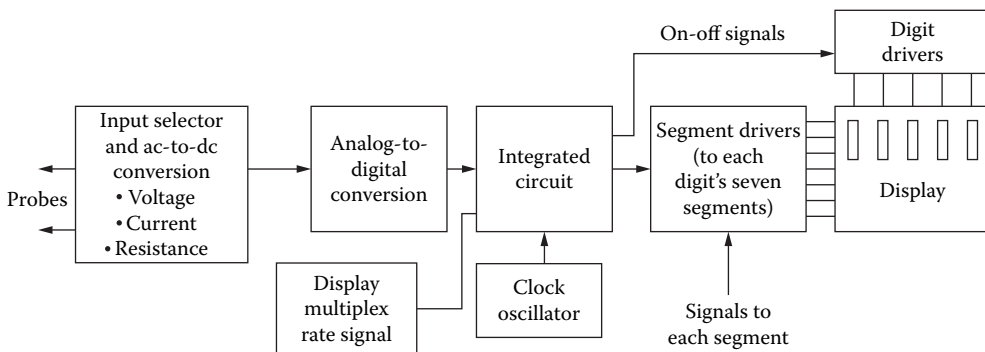 On-off signals
Digit
drivers
Input selector
and ac-to-dc
conversion
• Voltage
• Current
• Resistance
Probes
Analog-to-
digital
conversion
Integrated
circuit
Segment drivers
(to each
digit's seven
segments)
Display
Display
multiplex
rate signal
Clock
oscillator
Signals to
each segment